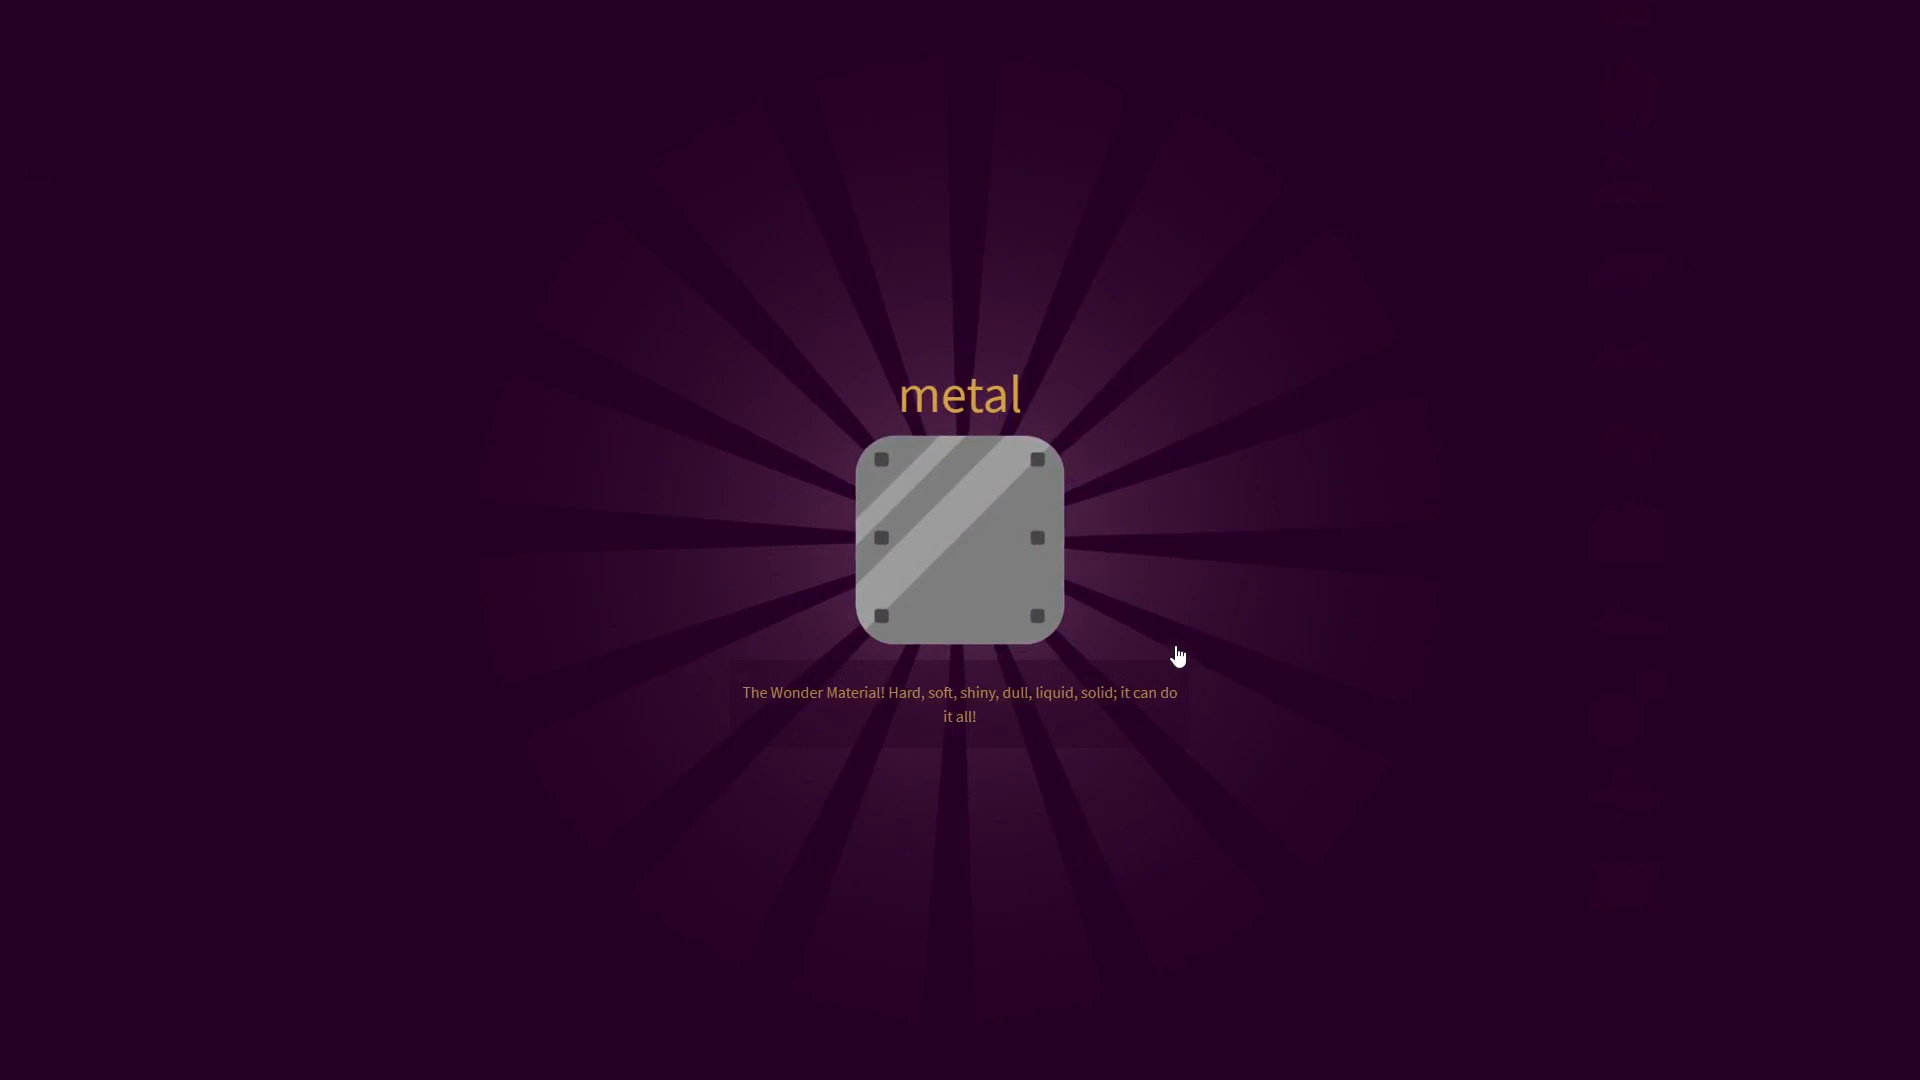 metal
The Wonder Material! Hard, soft, shiny, dull, liquid, solid; it can do
it all!